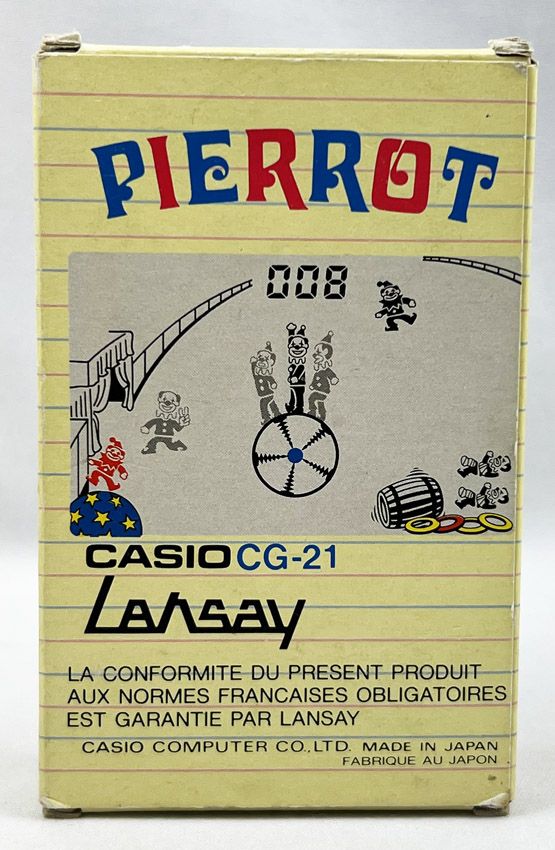 PIERROT
008
CASIO CG-21
Lansay
LA CONFORMITE DU PRESENT PRODUIT
AUX NORMES FRANCAISES OBLIGATOIRES
EST GARANTIE PAR LANSAY
CASIO COMPUTER CO.,LTD. MADE IN JAPAN
FABRIQUE AU JAPON